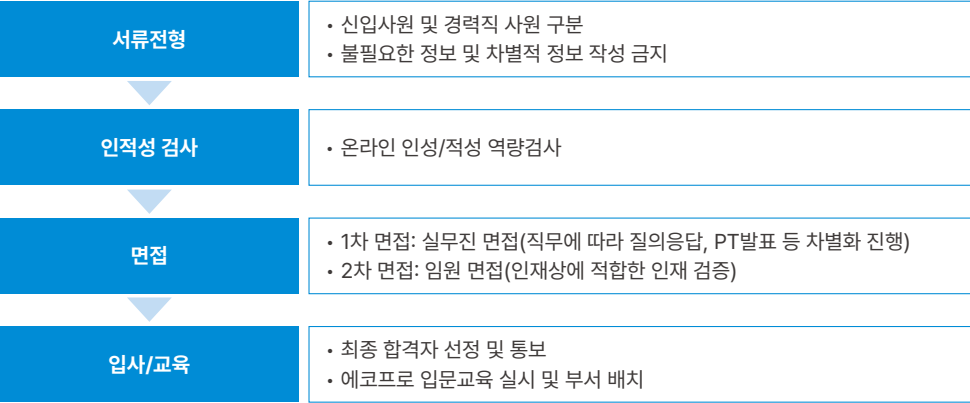 서류전형
• 신입사원 및 경력직 사원 구분
• 불필요한 정보 및 차별적 정보 작성 금지
인적성 검사
• 온라인 인성/적성 역량검사
면접
• 1차 면접: 실무진 면접(직무에 따라 질의응답, PT발표 등 차별화 진행)
• 2차 면접: 임원 면접(인재상에 적합한 인재 검증)
입사/교육
• 최종 합격자 선정 및 통보
• 에코프로 입문교육 실시 및 부서 배치